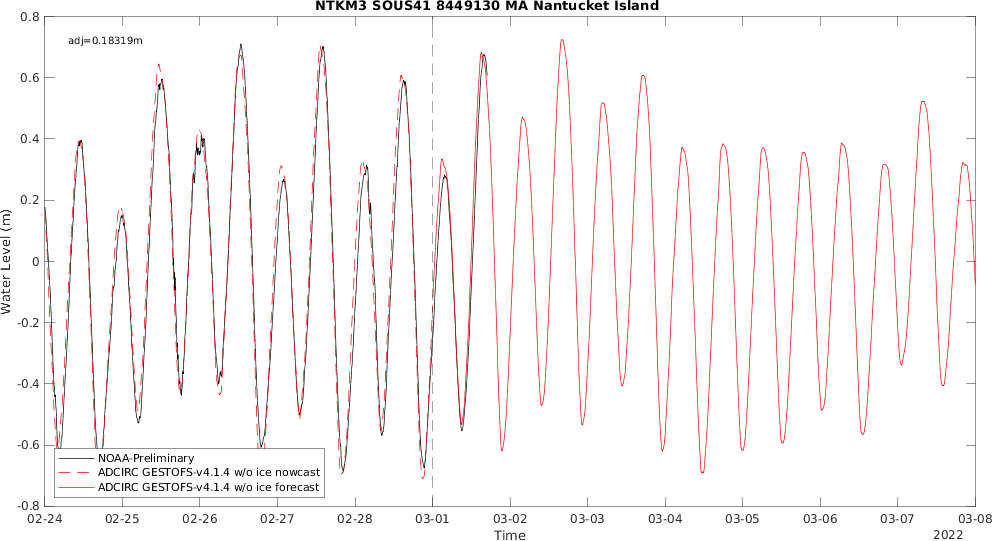 NTKM3 SOUS41 8449130 MA Nantucket Island
adj=0.18319m
0.8
0.6
0.4
0.2
0
-0.2
-0.4
-0.6
-0.8
Water Level (m)
NOAA-Preliminary
ADCIRC GESTOFS-v4.1.4 w/o ice nowcast
ADCIRC GESTOFS-v4.1.4 w/o ice forecast
02-24 02-25 02-26 02-27 02-28 03-01 03-02 03-03 03-04 03-05 03-06 03-07 03-08
Time
2022